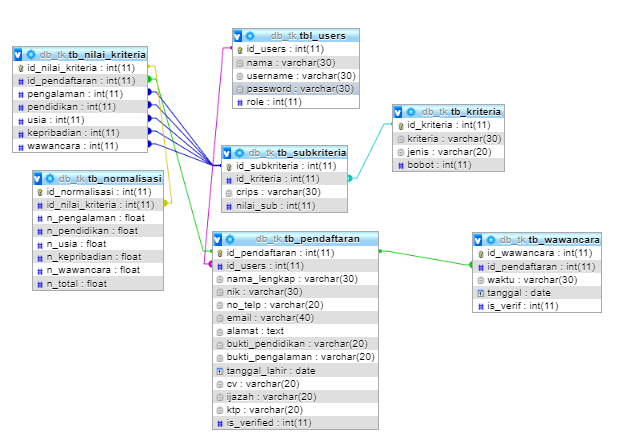 db_tk tb_nilai_kriteria
id_nilai_kriteria : int(11)
id_pendaftaran : int(11)
pengalaman : int(11)
pendidikan : int(11)
usia : int(11)
kepribadian : int(11)
wawancara : int(11)
db_tk tbl_users
id_users : int(11)
nama : varchar(30)
username : varchar(30)
password : varchar(30)
role : int(11)
db_tk tb_kriteria
id_kriteria : int(11)
kriteria : varchar(30)
jenis : varchar(20)
bobot : int(11)
db_tk tb_subkriteria
id_subkriteria : int(11)
id_kriteria : int(11)
crips : varchar(30)
nilai_sub : int(11)
db_tk tb_normalisasi
id_normalisasi : int(11)
id_nilai_kriteria : int(11)
n_pengalaman : float
n_pendidikan : float
n_usia : float
n_kepribadian : float
n_wawancara : float
n_total : float
db_tk tb_pendaftaran
id_pendaftaran : int(11)
id_users : int(11)
nama_lengkap : varchar(30)
nik : varchar(30)
no_telp : varchar(20)
email : varchar(40)
alamat : text
bukti_pendidikan : varchar(20)
bukti_pengalaman : varchar(20)
tanggal_lahir : date
cv : varchar(20)
ijazah : varchar(20)
ktp : varchar(20)
is_verified : int(11)
db_tk tb_wawancara
id_wawancara : int(11)
id_pendaftaran : int(11)
waktu : varchar(30)
tanggal : date
is_verif : int(11)